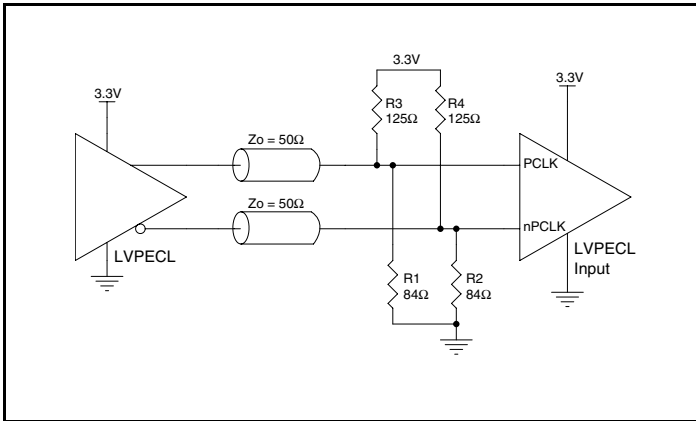 3.3V
3.3V
3.3V
R3
125Ω
R4
125Ω
Zo = 50Ω
PCLK
Zo = 50Ω
nPCLK
LVPECL
LVPECL
Input
R1
84Ω
R2
84Ω